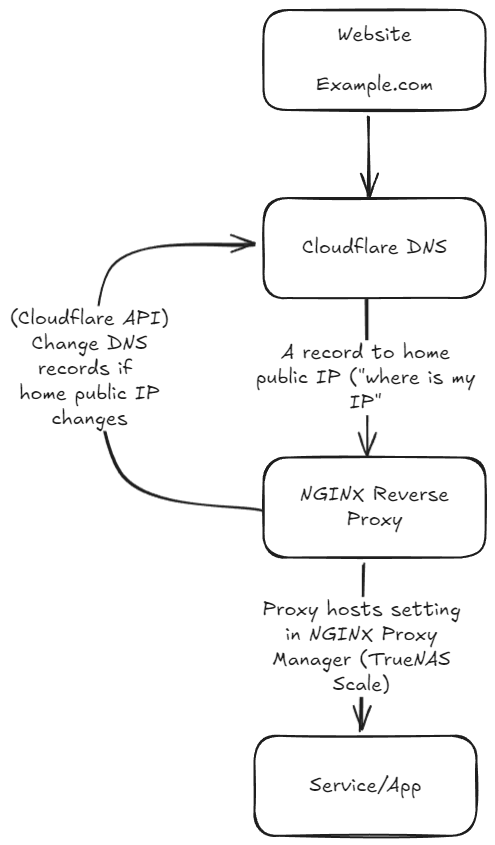 Website
Example.com
Cloudflare DNS
(Cloudflare API)
Change DNS
records if
home public IP
changes
A record to home
public IP ("where is my
IP"
NGINX Reverse
Proxy
Proxy hosts setting
in NGINX Proxy
Manager (TrueNAS
Scale)
Service/App